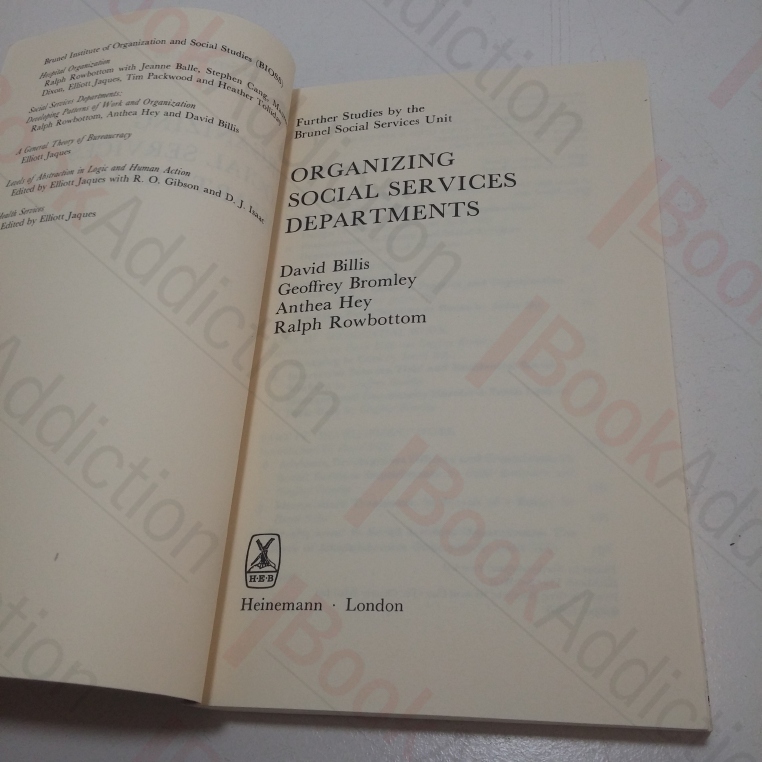 Brunel Institute of Organization and Social Studies (BIOSS)
Hospital Organization
Ralph Rowbottom with Jeanne Balle, Stephen Cang, M
Dixon, Elliott Jaques, Tim Packwood and Heather Tolliday
Social Services Departments:
Developing Patterns of Work and Organization
Ralph Rowbottom, Anthea Hey and David Billis
A General Theory of Bureaucracy
Elliott Jaques
Levels of Abstraction in Logic and Human Action
Edited by Elliott Jaques with R. O. Gibson and D. J. Isaac
Health Services
Edited by Elliott Jaques
Further Studies by the
Brunel Social Services Unit
ORGANIZING
SOCIAL SERVICES
DEPARTMENTS
David Billis
Geoffrey Bromley
Anthea Hey
Ralph Rowbottom
H·E·B
Heinemann · London
BookAddiction